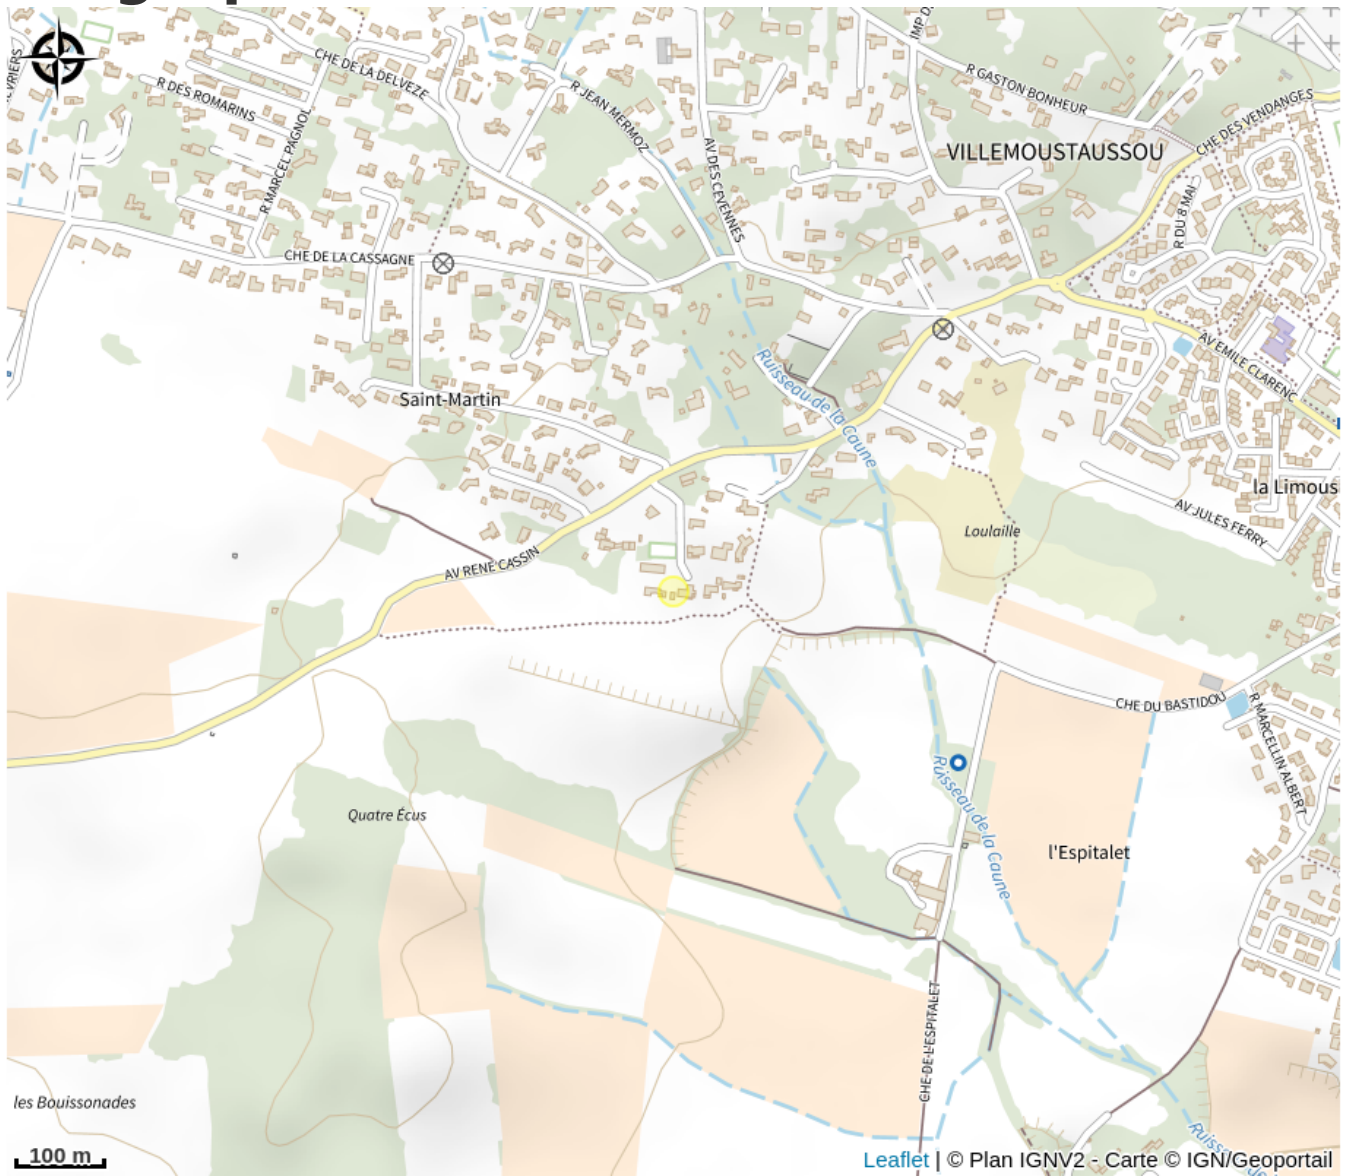 CHE DE LA DELVEZE
R DES ROMARINS
R MARCEL PAGNOL
R JEAN MERMOZ
AV DES CEVENNES
IMP D
R GASTON BONHEUR
CHE DES VENDANGES
VILLEMOUSTAUSSOU
R DU 8 MAI
CHE DE LA CASSAGNE
AV EMILE CLARENC
Ruisseau de la Caune
Saint-Martin
la Limous
AV JULES FERRY
Loulaille
AV RENE CASSIN
CHE DU BASTIDOU
R MARCELLIN ALBERT
Ruisseau de la Caune
Quatre Écus
l'Espitalet
CHE DE L'ESPITALET
les Bouissonades
Ruisseau de
100 m
Leaflet | © Plan IGNV2 - Carte © IGN/Geoportail